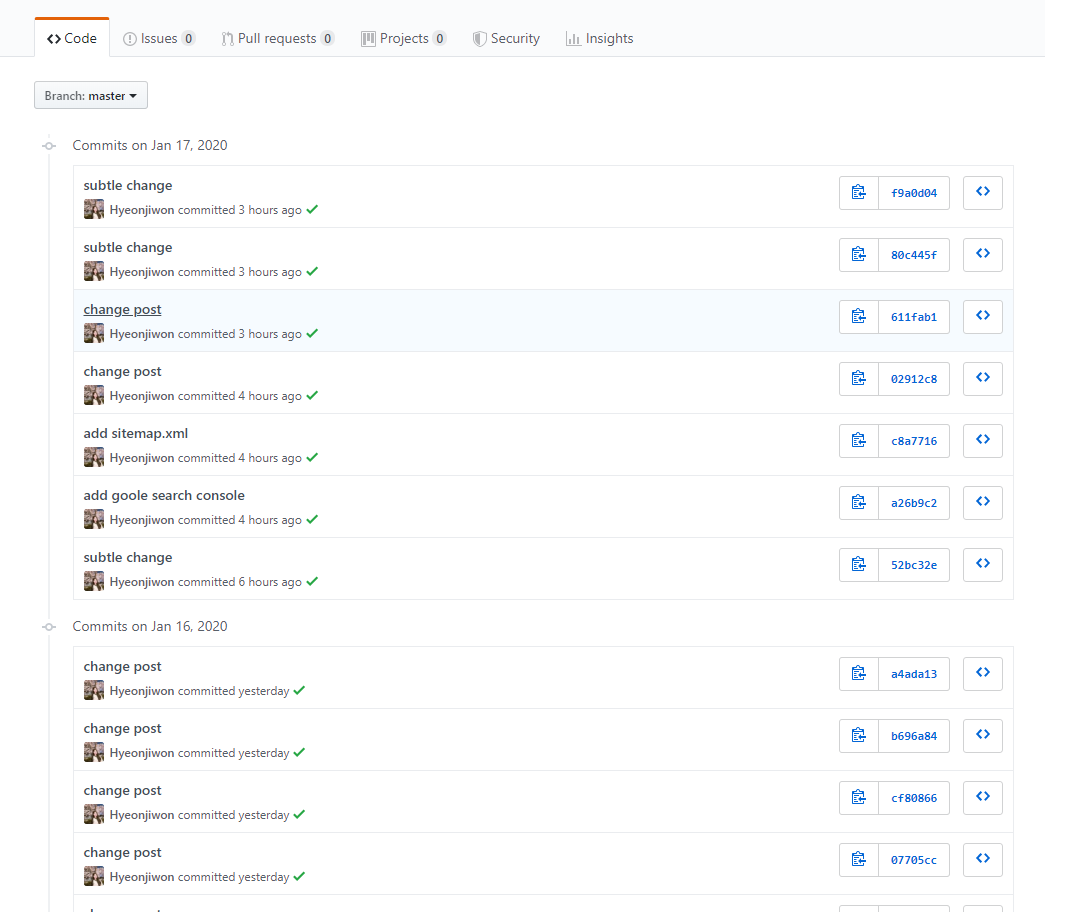 Code Issues 0 Pull requests 0 Projects 0 Security Insights
Branch: master
Commits on Jan 17, 2020
subtle change
Hyeonjiwon committed 3 hours ago
f9a0d04
subtle change
Hyeonjiwon committed 3 hours ago
80c445f
change post
Hyeonjiwon committed 3 hours ago
611fab1
change post
Hyeonjiwon committed 4 hours ago
02912c8
add sitemap.xml
Hyeonjiwon committed 4 hours ago
c8a7716
add goole search console
Hyeonjiwon committed 4 hours ago
a26b9c2
subtle change
Hyeonjiwon committed 6 hours ago
52bc32e
Commits on Jan 16, 2020
change post
Hyeonjiwon committed yesterday
a4ada13
change post
Hyeonjiwon committed yesterday
b696a84
change post
Hyeonjiwon committed yesterday
cf80866
change post
Hyeonjiwon committed yesterday
07705cc